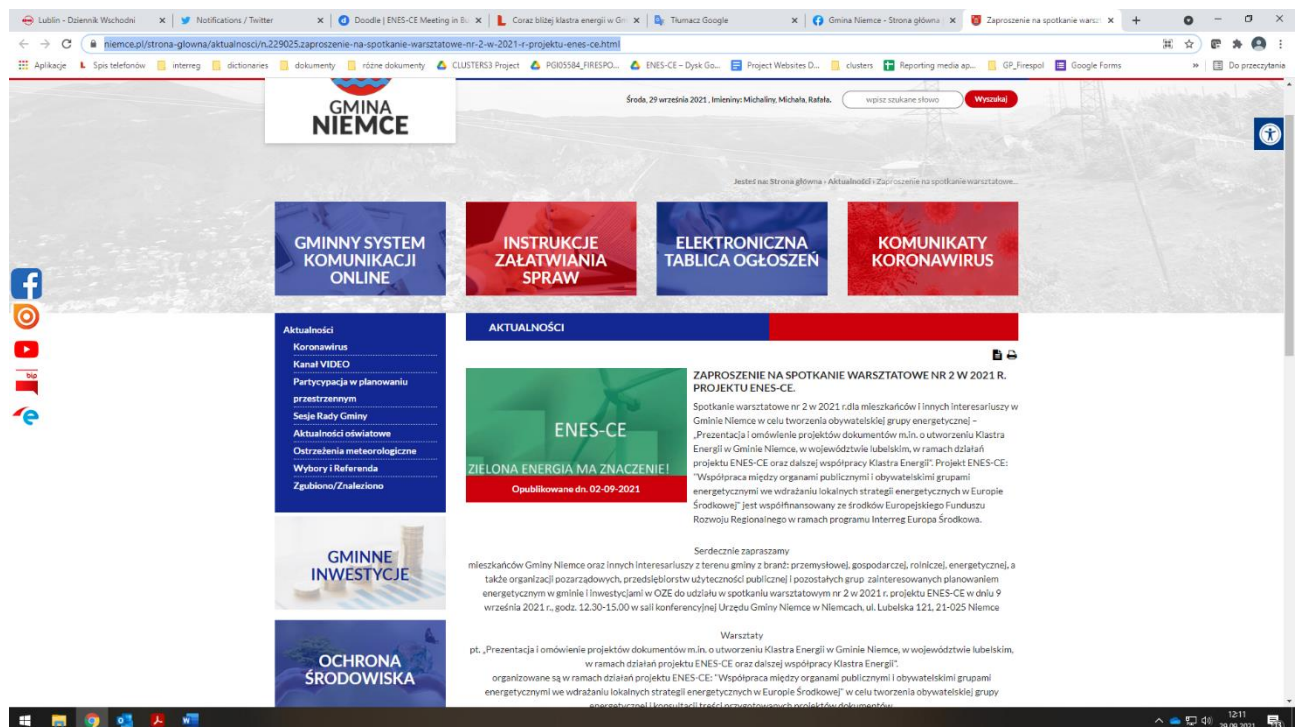 Lublin - Dziennik Wschodni
Notifications / Twitter
Doodle | ENES-CE Meeting in Bu
Coraz bliżej klastra energii w Gm
Tłumacz Google
Gmina Niemce - Strona główna
Zaproszenie na spotkanie warszt
niemce.pl/strona-glowna/aktualnosci/n,229025,zaproszenie-na-spotkanie-warsztatowe-nr-2-w-2021-r-projektu-enes-ce.html
Aplikacje
Spis telefonów
interreg
dictionaries
dokumenty
różne dokumenty
CLUSTERS3 Project
PGI05584_FIRESPO...
ENES-CE – Dysk Go...
Project Websites D...
clusters
Reporting media ap...
GP_Firespol
Google Forms
»
Do przeczytania
GMINA
NIEMCE
Środa, 29 września 2021 , Imieniny: Michaliny, Michała, Rafała.
wpisz szukane słowo
Wyszukaj
Jesteś na: Strona główna › Aktualności › Zaproszenie na spotkanie warsztatowe...
GMINNY SYSTEM
KOMUNIKACJI
ONLINE
INSTRUKCJE
ZAŁATWIANIA
SPRAW
ELEKTRONICZNA
TABLICA OGŁOSZEŃ
KOMUNIKATY
KORONAWIRUS
bip
Aktualności
Koronawirus
Kanał VIDEO
Partycypacja w planowaniu
przestrzennym
Sesje Rady Gminy
Aktualności oświatowe
Ostrzeżenia meteorologiczne
Wybory i Referenda
Zgubiono/Znaleziono
GMINNE
INWESTYCJE
OCHRONA
ŚRODOWISKA
AKTUALNOŚCI
ENES-CE
ZIELONA ENERGIA MA ZNACZENIE!
Opublikowane dn. 02-09-2021
ZAPROSZENIE NA SPOTKANIE WARSZTATOWE NR 2 W 2021 R.
PROJEKTU ENES-CE.
Spotkanie warsztatowe nr 2 w 2021 r.dla mieszkańców i innych interesariuszy w
Gminie Niemce w celu tworzenia obywatelskiej grupy energetycznej –
„Prezentacja i omówienie projektów dokumentów m.in. o utworzeniu Klastra
Energii w Gminie Niemce, w województwie lubelskim, w ramach działań
projektu ENES-CE oraz dalszej współpracy Klastra Energii”. Projekt ENES-CE:
"Współpraca między organami publicznymi i obywatelskimi grupami
energetycznymi we wdrażaniu lokalnych strategii energetycznych w Europie
Środkowej" jest współfinansowany ze środków Europejskiego Funduszu
Rozwoju Regionalnego w ramach programu Interreg Europa Środkowa.
Serdecznie zapraszamy
mieszkańców Gminy Niemce oraz innych interesariuszy z terenu gminy z branż: przemysłowej, gospodarczej, rolniczej, energetycznej, a
także organizacji pozarządowych, przedsiębiorstw użyteczności publicznej i pozostałych grup zainteresowanych planowaniem
energetycznym w gminie i inwestycjami w OZE do udziału w spotkaniu warsztatowym nr 2 w 2021 r. projektu ENES-CE w dniu 9
września 2021 r., godz. 12.30-15.00 w sali konferencyjnej Urzędu Gminy Niemce w Niemcach, ul. Lubelska 121, 21-025 Niemce
Warsztaty
pt. „Prezentacja i omówienie projektów dokumentów m.in. o utworzeniu Klastra Energii w Gminie Niemce, w województwie lubelskim,
w ramach działań projektu ENES-CE oraz dalszej współpracy Klastra Energii”.
organizowane są w ramach działań projektu ENES-CE: "Współpraca między organami publicznymi i obywatelskimi grupami
energetycznymi we wdrażaniu lokalnych strategii energetycznych w Europie Środkowej" w celu tworzenia obywatelskiej grupy
energetycznej i konsultacji treści przygotowanych projektów dokumentów
12:11
29.09.2021